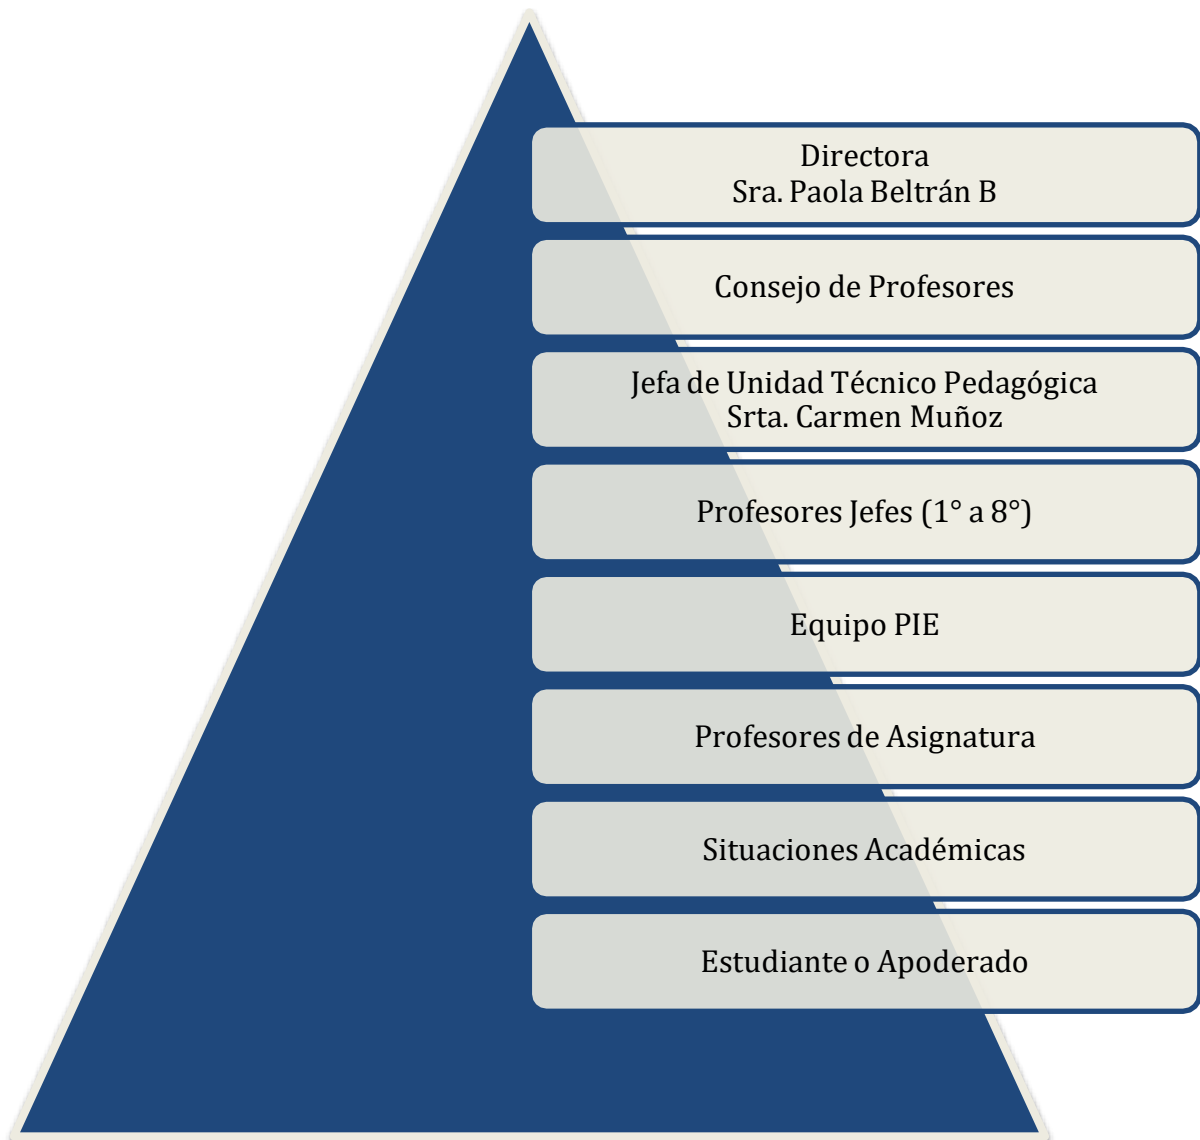 Directora
Sra. Paola Beltrán B
Consejo de Profesores
Jefa de Unidad Técnico Pedagógica
Srta. Carmen Muñoz
Profesores Jefes (1° a 8°)
Equipo PIE
Profesores de Asignatura
Situaciones Académicas
Estudiante o Apoderado